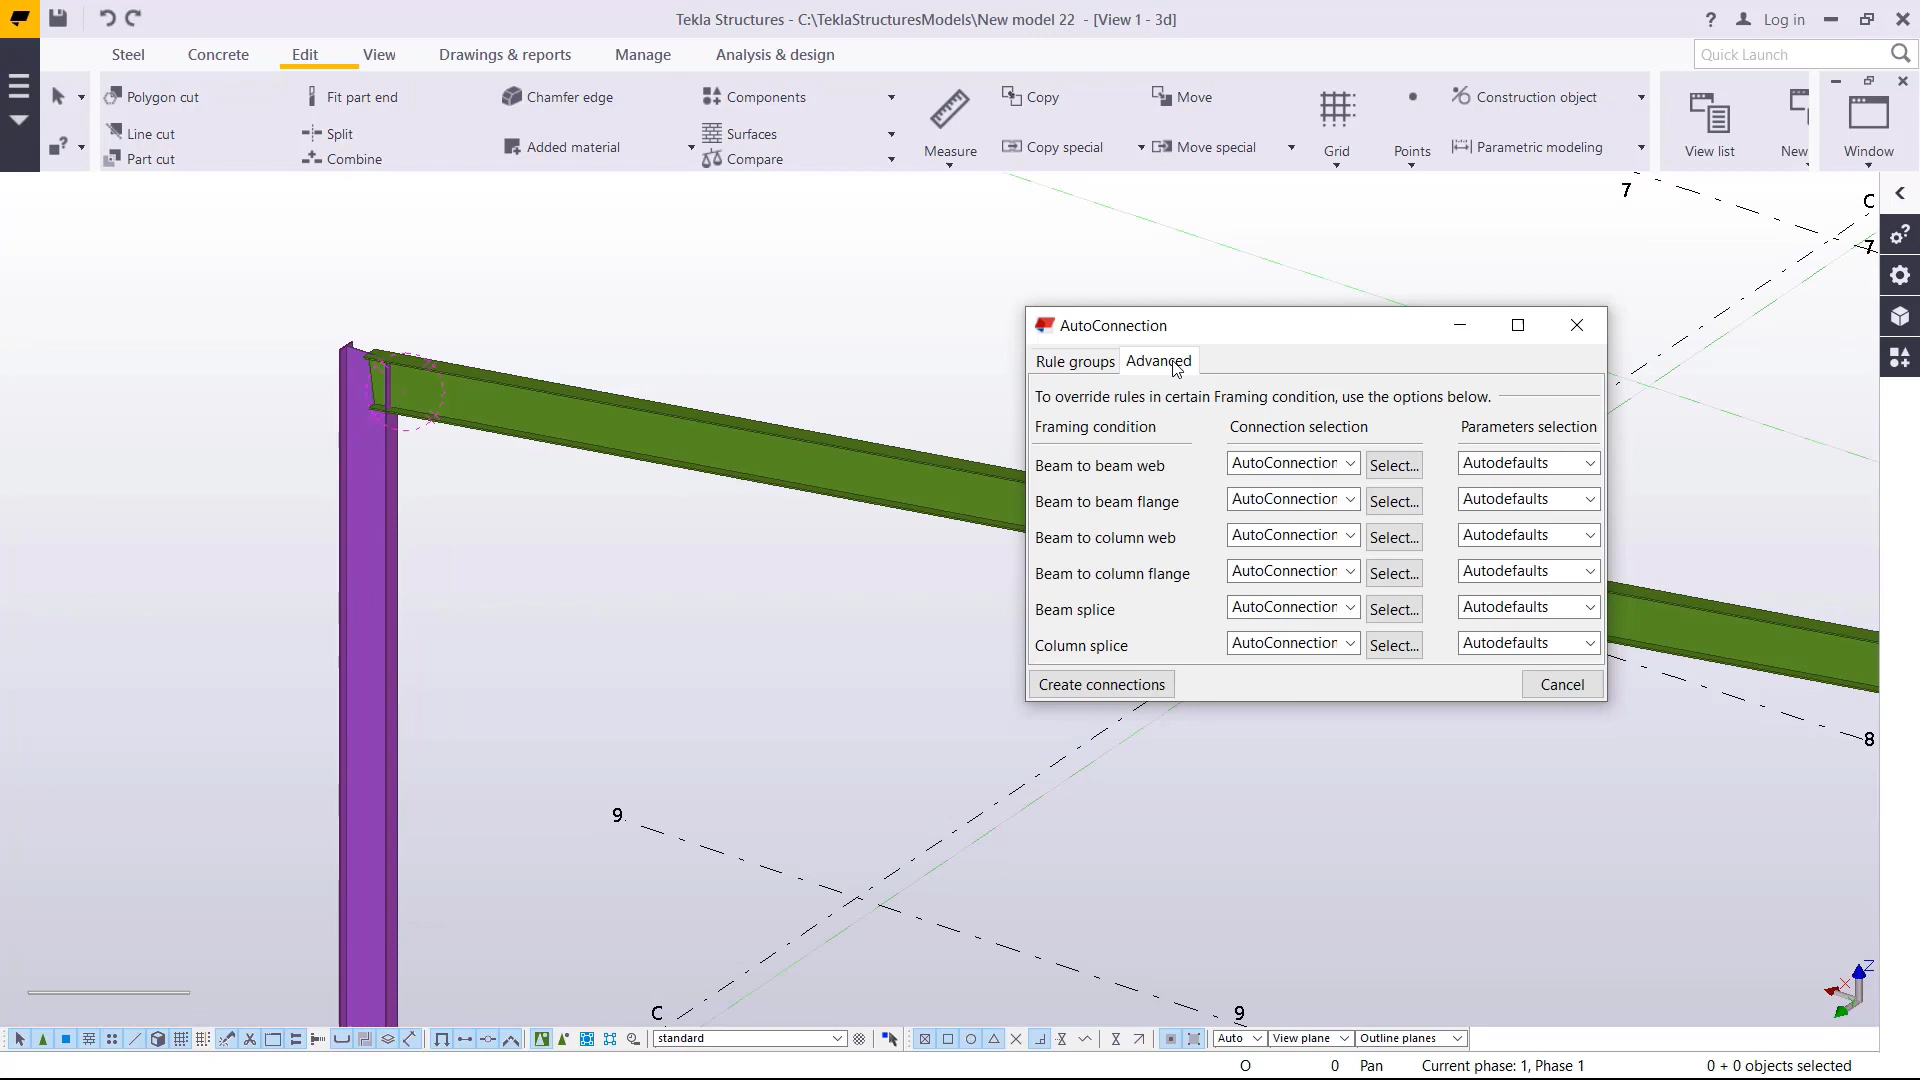 Tekla Structures - C:\TeklaStructuresModels\New model 22 - [View 1 - 3d]
? Log in
Steel Concrete Edit View Drawings & reports Manage Analysis & design
Quick Launch
Polygon cut Fit part end Chamfer edge Components Copy Move Construction object
Line cut Split Surfaces
Part cut Combine Added material Compare Measure Copy special Move special Grid Points Parametric modeling View list New Window
7
C
7
AutoConnection
Rule groups Advanced
To override rules in certain Framing condition, use the options below.
Framing condition Connection selection Parameters selection
Beam to beam web AutoConnection Select... Autodefaults
Beam to beam flange AutoConnection Select... Autodefaults
Beam to column web AutoConnection Select... Autodefaults
Beam to column flange AutoConnection Select... Autodefaults
Beam splice AutoConnection Select... Autodefaults
Column splice AutoConnection Select... Autodefaults
Create connections Cancel
8
9
Z
X
C
9
standard Auto View plane Outline planes
O 0 Pan Current phase: 1, Phase 1 0 + 0 objects selected